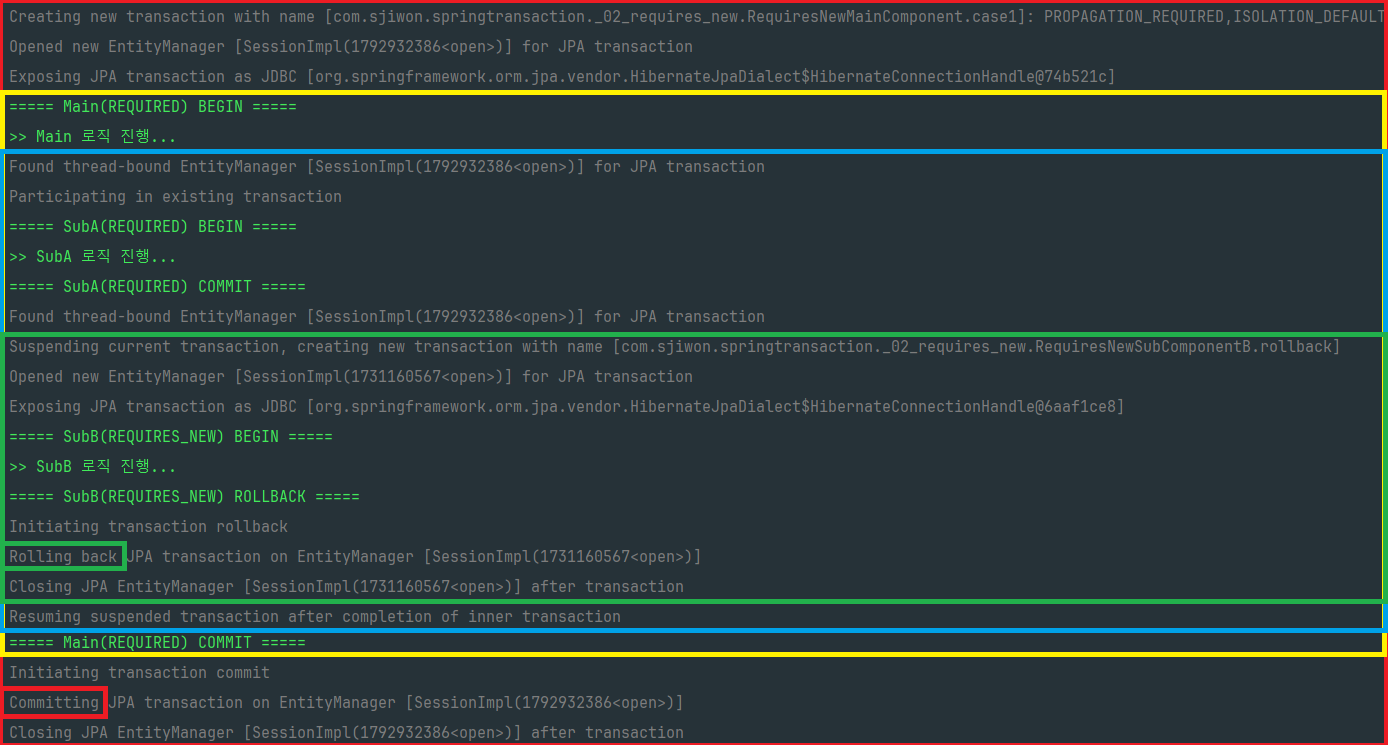 Creating new transaction with name [com.sjiwon.springtransaction._02_requires_new.RequiresNewMainComponent.case1]: PROPAGATION_REQUIRED,ISOLATION_DEFAULT
Opened new EntityManager [SessionImpl(1792932386<open>)] for JPA transaction
Exposing JPA transaction as JDBC [org.springframework.orm.jpa.vendor.HibernateJpaDialect$HibernateConnectionHandle@74b521c]
===== Main(REQUIRED) BEGIN =====
>> Main 로직 진행...
Found thread-bound EntityManager [SessionImpl(1792932386<open>)] for JPA transaction
Participating in existing transaction
===== SubA(REQUIRED) BEGIN =====
>> SubA 로직 진행...
===== SubA(REQUIRED) COMMIT =====
Found thread-bound EntityManager [SessionImpl(1792932386<open>)] for JPA transaction
Suspending current transaction, creating new transaction with name [com.sjiwon.springtransaction._02_requires_new.RequiresNewSubComponentB.rollback]
Opened new EntityManager [SessionImpl(1731160567<open>)] for JPA transaction
Exposing JPA transaction as JDBC [org.springframework.orm.jpa.vendor.HibernateJpaDialect$HibernateConnectionHandle@6aaf1ce8]
===== SubB(REQUIRES_NEW) BEGIN =====
>> SubB 로직 진행...
===== SubB(REQUIRES_NEW) ROLLBACK =====
Initiating transaction rollback
Rolling back JPA transaction on EntityManager [SessionImpl(1731160567<open>)]
Closing JPA EntityManager [SessionImpl(1731160567<open>)] after transaction
Resuming suspended transaction after completion of inner transaction
===== Main(REQUIRED) COMMIT =====
Initiating transaction commit
Committing JPA transaction on EntityManager [SessionImpl(1792932386<open>)]
Closing JPA EntityManager [SessionImpl(1792932386<open>)] after transaction